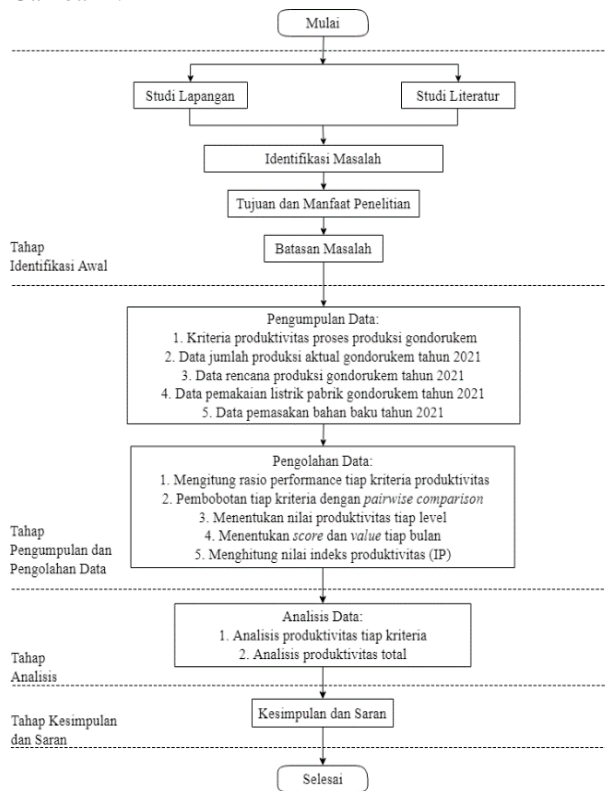 Mulai
Studi Lapangan
Studi Literatur
Identifikasi Masalah
Tujuan dan Manfaat Penelitian
Batasan Masalah
Tahap
Identifikasi Awal
Pengumpulan Data:
1. Kriteria produktivitas proses produksi gondorukem
2. Data jumlah produksi aktual gondorukem tahun 2021
3. Data rencana produksi gondorukem tahun 2021
4. Data pemakaian listrik pabrik gondorukem tahun 2021
5. Data pemasakan bahan baku tahun 2021
Pengolahan Data:
1. Mengitung rasio performance tiap kriteria produktivitas
2. Pembobotan tiap kriteria dengan pairwise comparison
3. Menentukan nilai produktivitas tiap level
4. Menentukan score dan value tiap bulan
5. Menghitung nilai indeks produktivitas (IP)
Tahap
Pengumpulan dan
Pengolahan Data
Analisis Data:
1. Analisis produktivitas tiap kriteria
2. Analisis produktivitas total
Tahap
Analisis
Kesimpulan dan Saran
Tahap Kesimpulan
dan Saran
Selesai